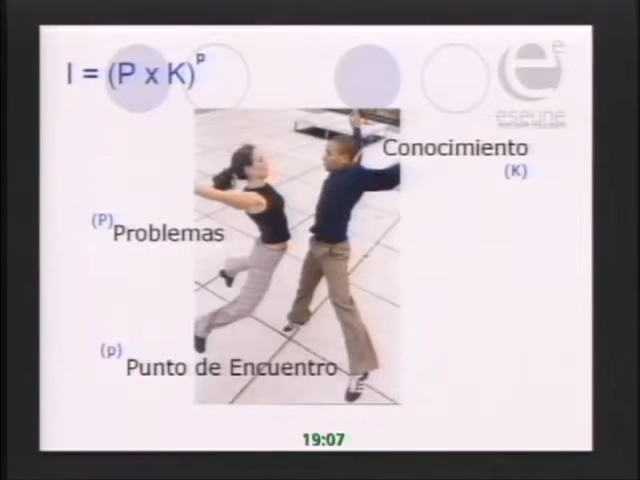 I = (P x K)^p
e
eseune
Conocimiento
(K)
(P)
Problemas
(p)
Punto de Encuentro
19:07